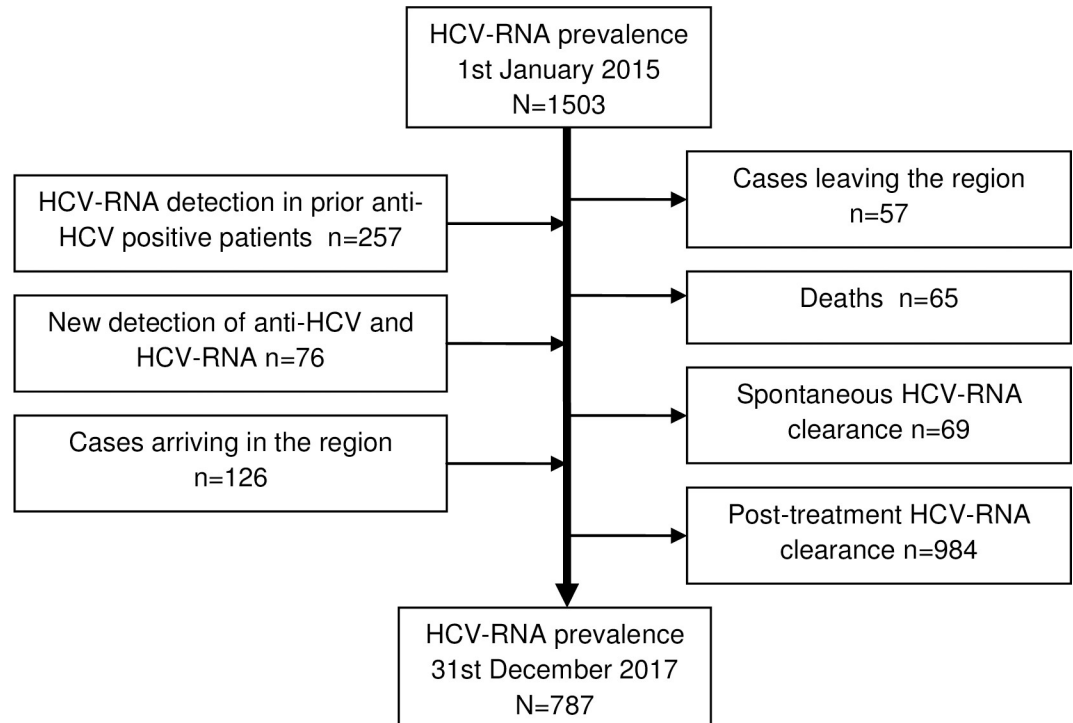 HCV-RNA prevalence
1st January 2015
N=1503
HCV-RNA detection in prior anti-
HCV positive patients n=257
New detection of anti-HCV and
HCV-RNA n=76
Cases arriving in the region
n=126
Cases leaving the region
n=57
Deaths n=65
Spontaneous HCV-RNA
clearance n=69
Post-treatment HCV-RNA
clearance n=984
HCV-RNA prevalence
31st December 2017
N=787